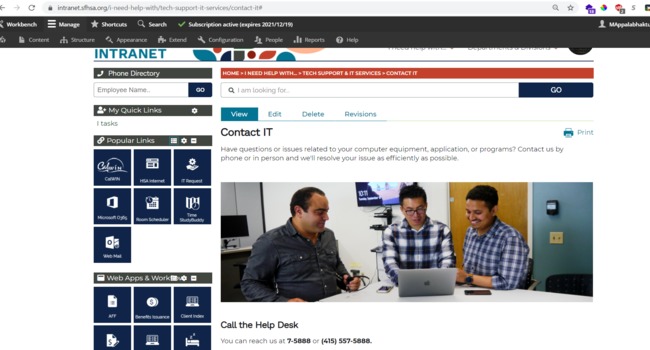 intranet.sfhsa.org/i-need-help-with/tech-support-it-services/contact-it#
Workbench
Manage
Shortcuts
Search
Subscription active (expires 2021/12/19)
MAppalabhaktu
Content
Structure
Appearance
Extend
Configuration
People
Reports
Help
INTRANET
I need help with...
Departments & Divisions
Phone Directory
HOME > I NEED HELP WITH... > TECH SUPPORT & IT SERVICES > CONTACT IT
Employee Name..
GO
I am looking for...
GO
My Quick Links
I tasks
View
Edit
Delete
Revisions
Contact IT
Print
Popular Links
Have questions or issues related to your computer equipment, application, or programs? Contact us by
phone or in person and we'll resolve your issue as efficiently as possible.
CalWIN
CalWIN
HSA Internet
IT Request
Microsoft O365
Room Scheduler
Time
StudyBuddy
Web Mail
10:11
Web Apps & Work
AFF
Benefits Issuance
Client Index
Call the Help Desk
You can reach us at 7-5888 or (415) 557-5888.